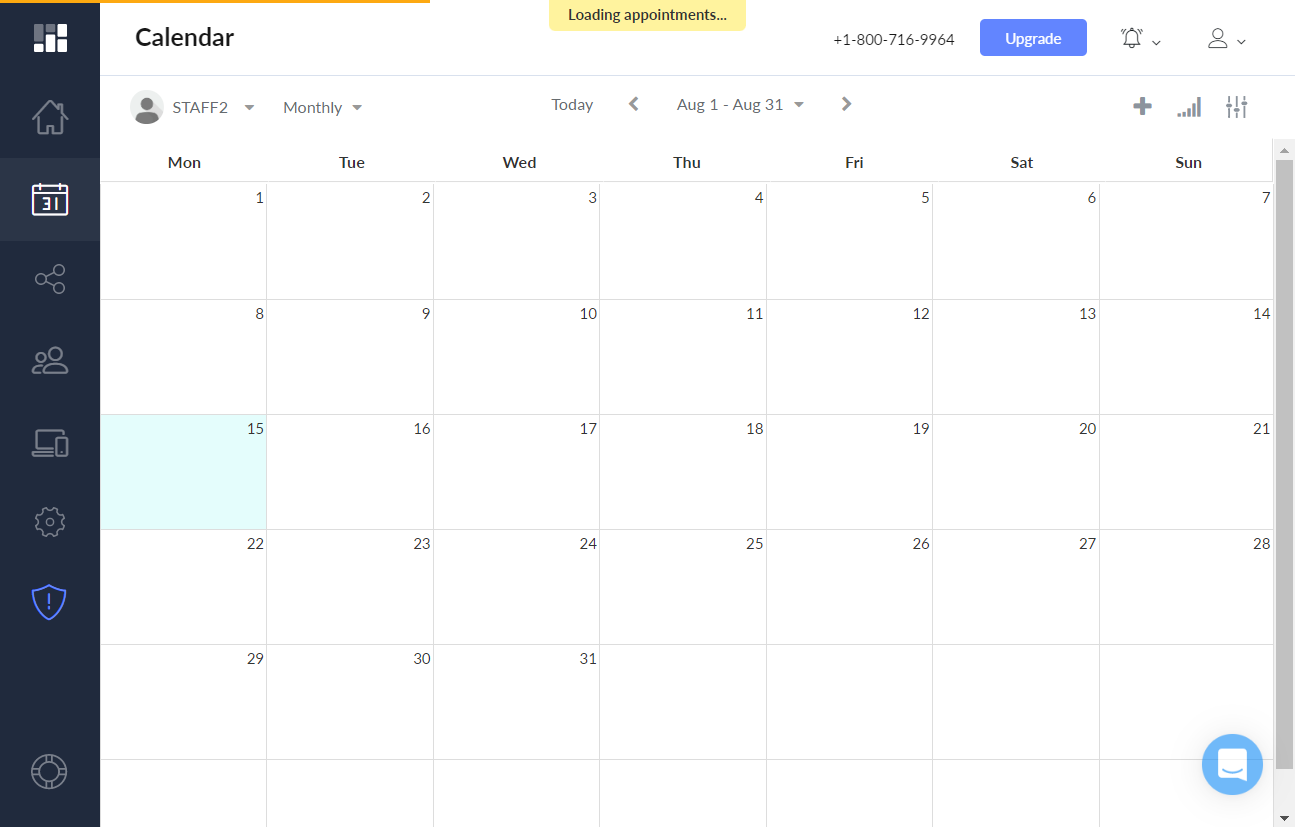 Loading appointments...
Calendar
+1-800-716-9964
Upgrade
31
STAFF2
Monthly
Today
Aug 1 - Aug 31
Mon Tue Wed Thu Fri Sat Sun
1 2 3 4 5 6 7
8 9 10 11 12 13 14
15 16 17 18 19 20 21
22 23 24 25 26 27 28
29 30 31